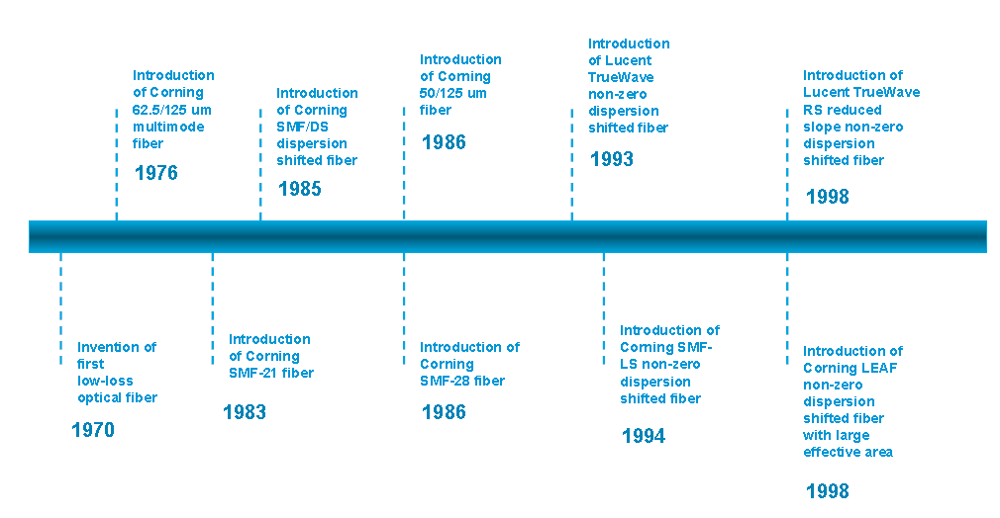 Introduction
of Corning
62.5/125 um
multimode
fiber
1976
Introduction
of Corning
SMF/DS
dispersion
shifted fiber
1985
Introduction
of Corning
50/125 um
fiber
1986
Introduction
of Lucent
TrueWave
non-zero
dispersion
shifted fiber
1993
Introduction of
Lucent TrueWave
RS reduced
slope non-zero
dispersion
shifted fiber
1998
Invention of
first
low-loss
optical fiber
1970
Introduction
of Corning
SMF-21 fiber
1983
Introduction of
Corning
SMF-28 fiber
1986
Introduction of
Corning SMF-
LS non-zero
dispersion
shifted fiber
1994
Introduction of
Corning LEAF
non-zero
dispersion
shifted fiber
with large
effective area
1998